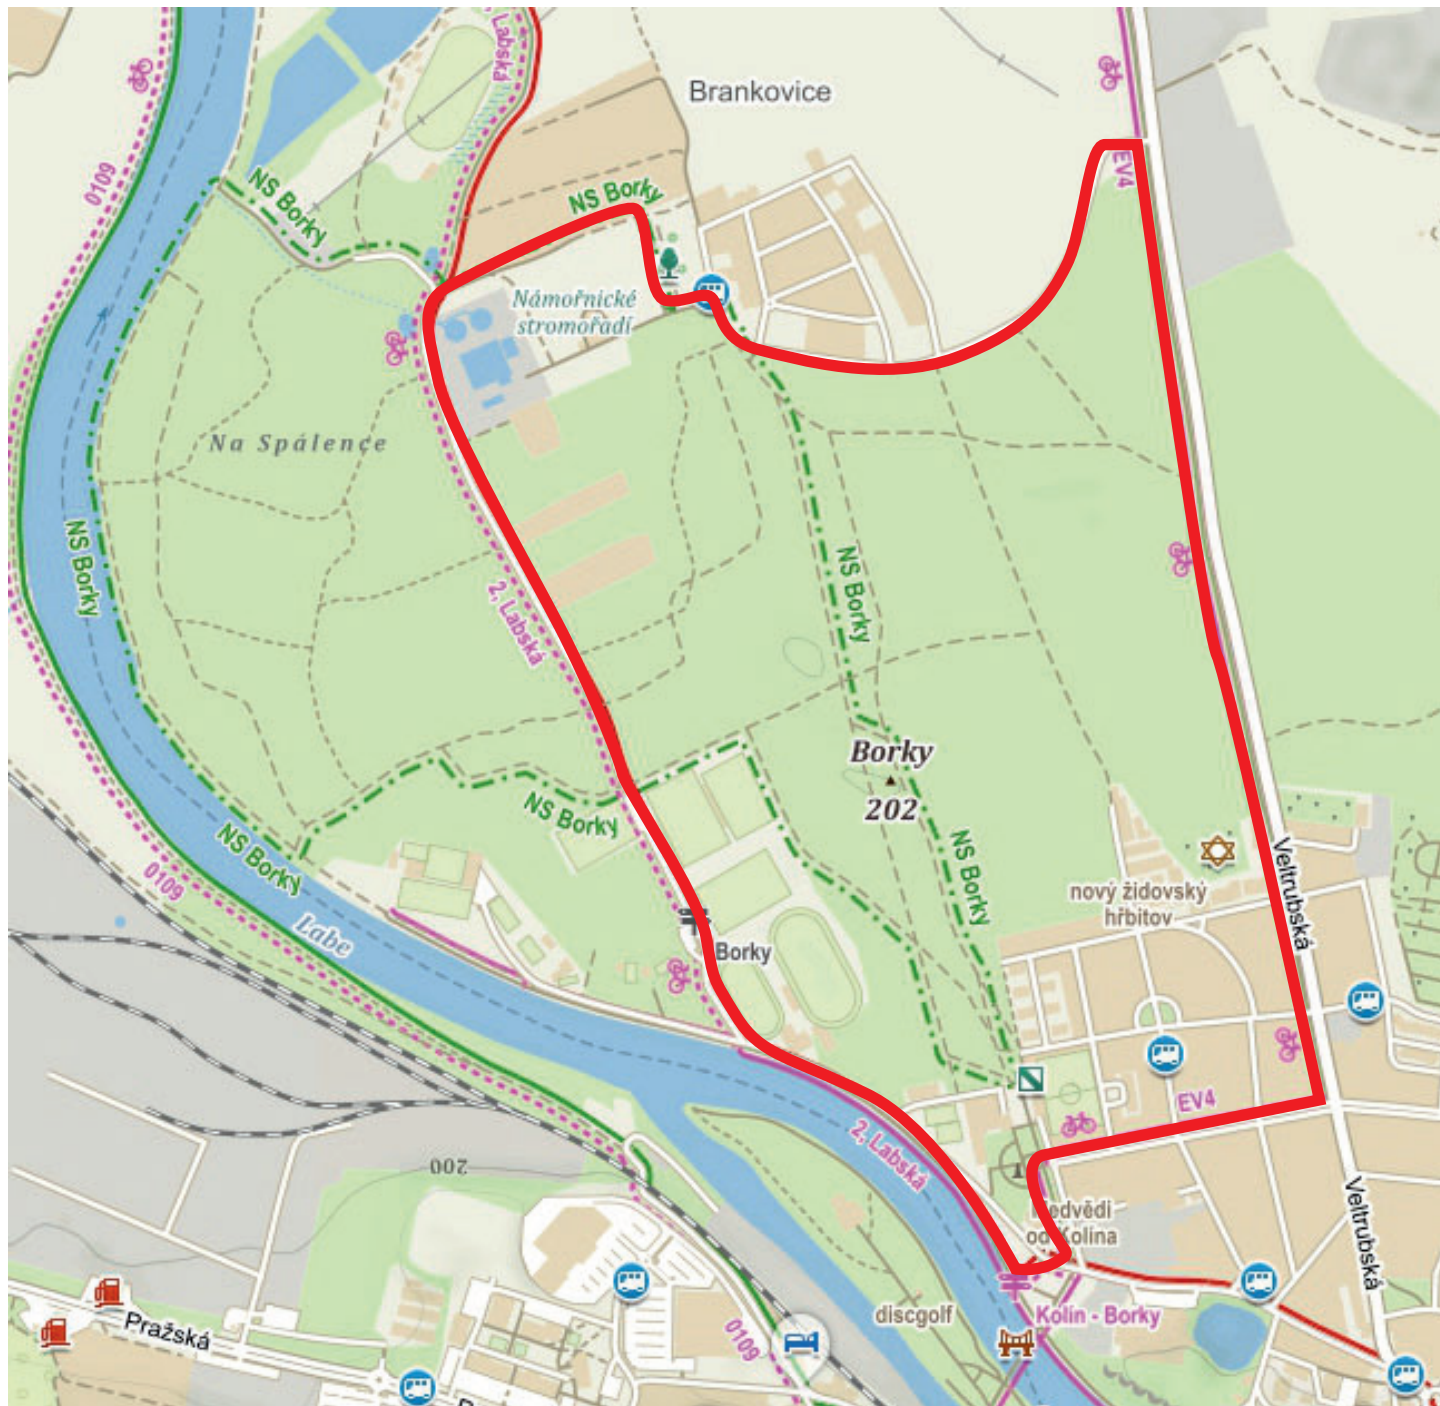 Labská
Brankovice
EV4
0109
NS Borky
NS Borky
Námořnické
stromořadí
Na Spálence
NS Borky
NS Borky
2, Labská
Borky
202
NS Borky
NS Borky
NS Borky
0109
Labe
nový židovský
hřbitov
Veltrubská
Borky
EV4
2, Labská
200
od Kolína
Veltrubská
Kolín - Borky
discgolf
Pražská
0109